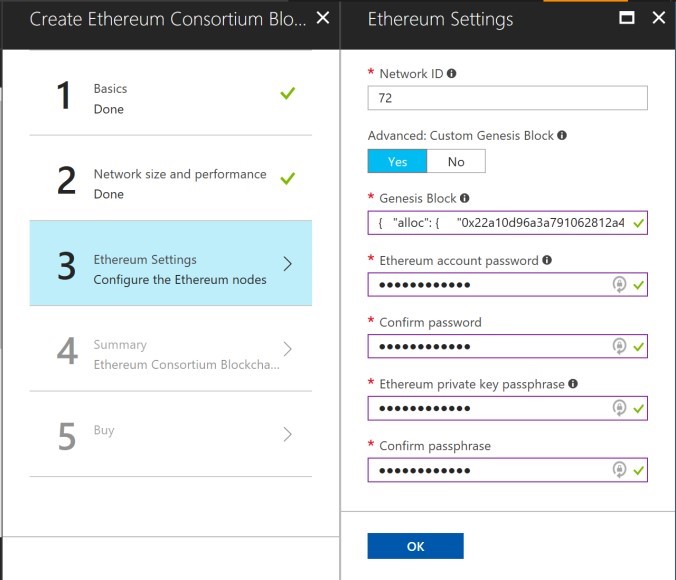 Create Ethereum Consortium Blo...
1
Basics
Done
2
Network size and performance
Done
3
Ethereum Settings
Configure the Ethereum nodes
4
Summary
Ethereum Consortium Blockcha...
5
Buy
Ethereum Settings
* Network ID
72
Advanced: Custom Genesis Block
Yes No
* Genesis Block
{ "alloc": { "0x22a10d96a3a791062812a4
* Ethereum account password
••••••••••••
* Confirm password
••••••••••••
* Ethereum private key passphrase
••••••••••••
* Confirm passphrase
••••••••••••
OK